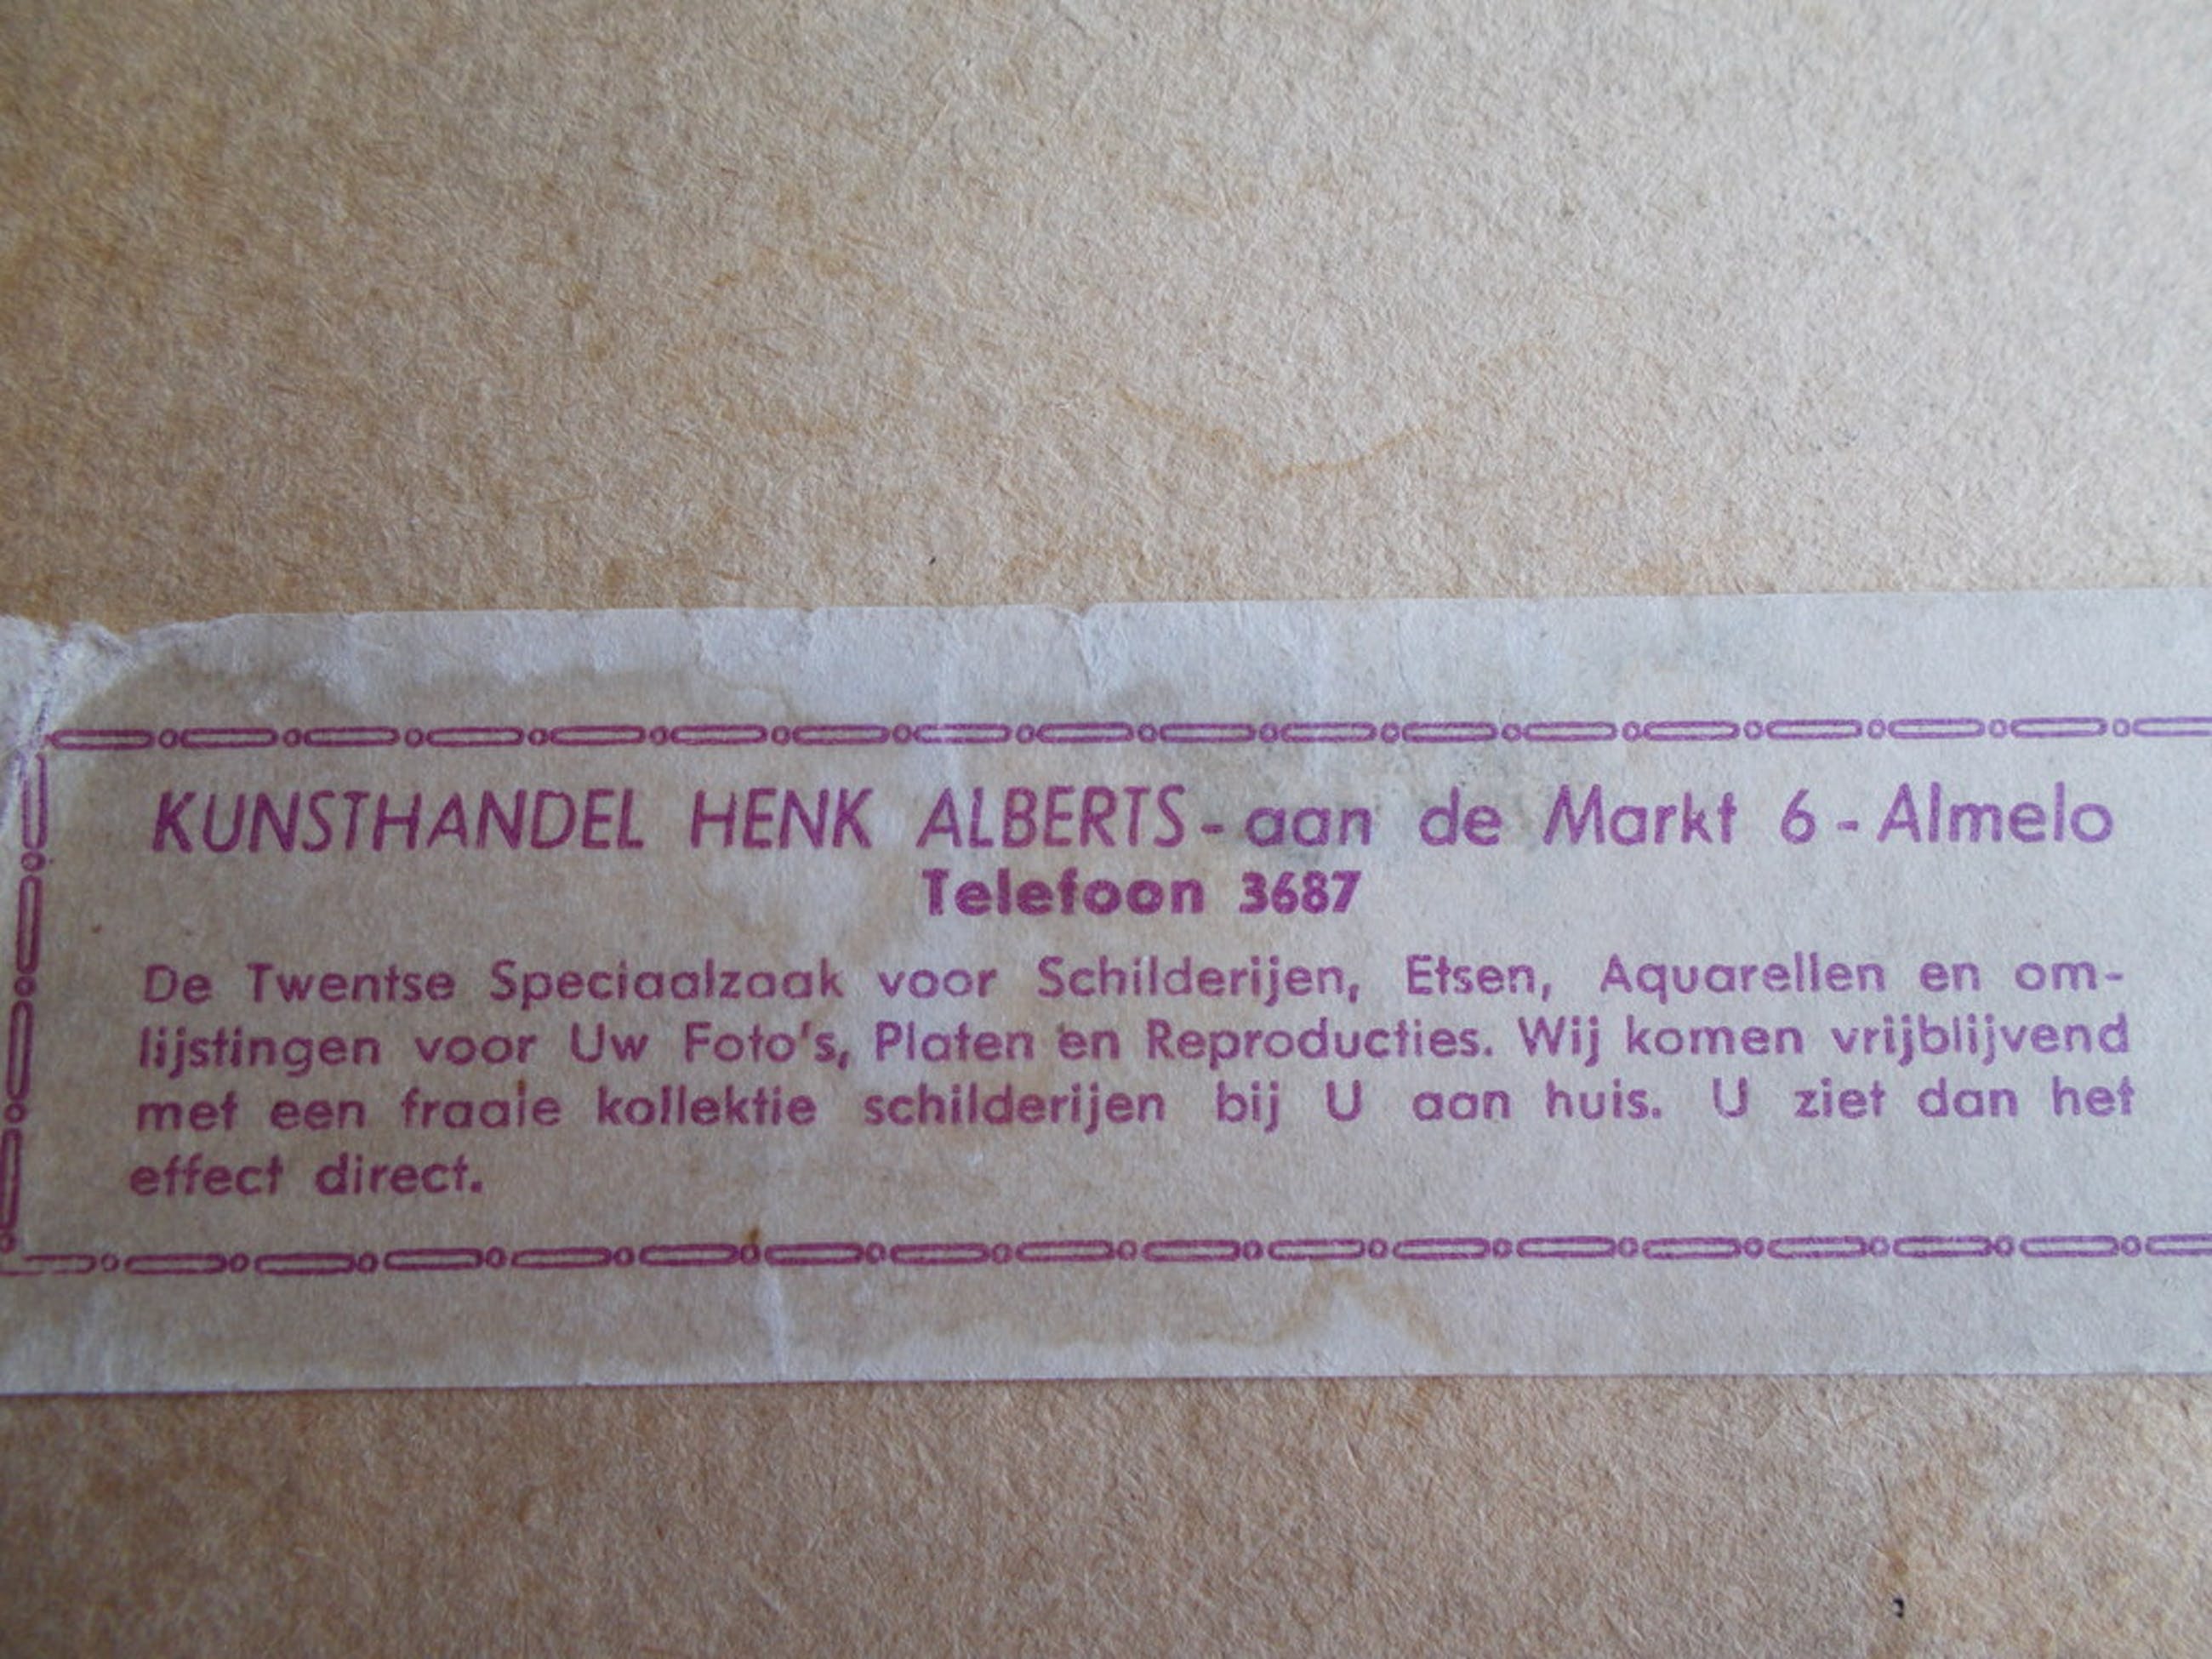 KUNSTHANDEL HENK ALBERTS - aan de Markt 6 - Almelo
Telefoon 3687
De Twentse Speciaalzaak voor Schilderijen, Etsen, Aquarellen en om-
lijstingen voor Uw Foto's, Platen en Reproducties. Wij komen vrijblijvend
met een fraaie kollektie schilderijen bij U aan huis. U ziet dan het
effect direct.